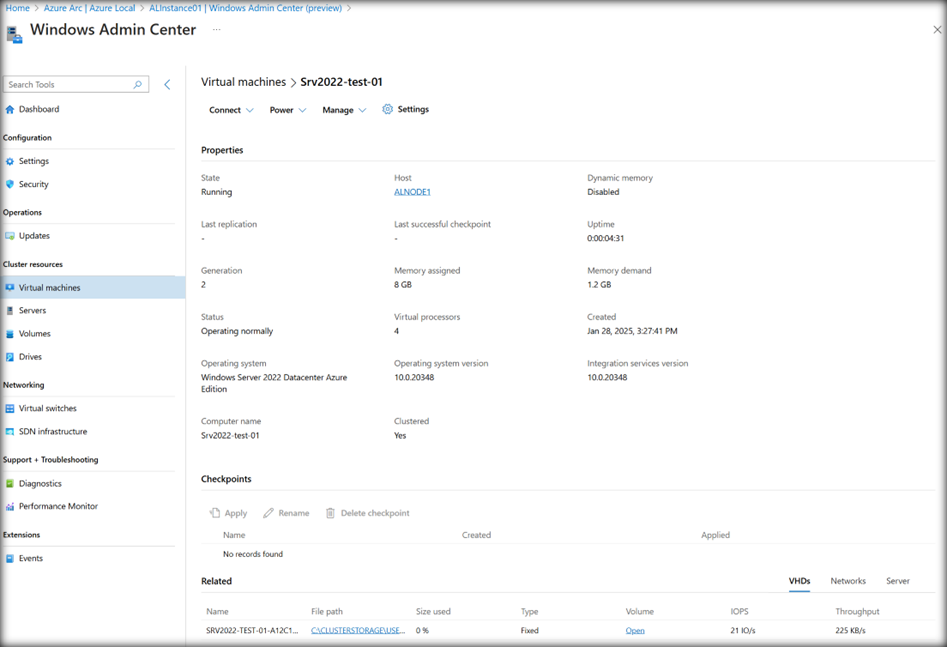 Home > Azure Arc | Azure Local > ALInstance01 | Windows Admin Center (preview) >
Windows Admin Center ...
Search Tools
Dashboard
Configuration
Settings
Security
Operations
Updates
Cluster resources
Virtual machines
Servers
Volumes
Drives
Networking
Virtual switches
SDN infrastructure
Support + Troubleshooting
Diagnostics
Performance Monitor
Extensions
Events
Virtual machines > Srv2022-test-01
Connect Power Manage Settings
Properties
State Host Dynamic memory
Running ALNODE1 Disabled
Last replication Last successful checkpoint Uptime
- - 0:00:04:31
Generation Memory assigned Memory demand
2 8 GB 1.2 GB
Status Virtual processors Created
Operating normally 4 Jan 28, 2025, 3:27:41 PM
Operating system Operating system version Integration services version
Windows Server 2022 Datacenter Azure 10.0.20348 10.0.20348
Edition
Computer name Clustered
Srv2022-test-01 Yes
Checkpoints
Apply Rename Delete checkpoint
Name Created Applied
No records found
Related VHDs Networks Server
Name File path Size used Type Volume IOPS Throughput
SRV2022-TEST-01-A12C1... C:\CLUSTERSTORAGE\USE... 0 % Fixed Open 21 IO/s 225 KB/s